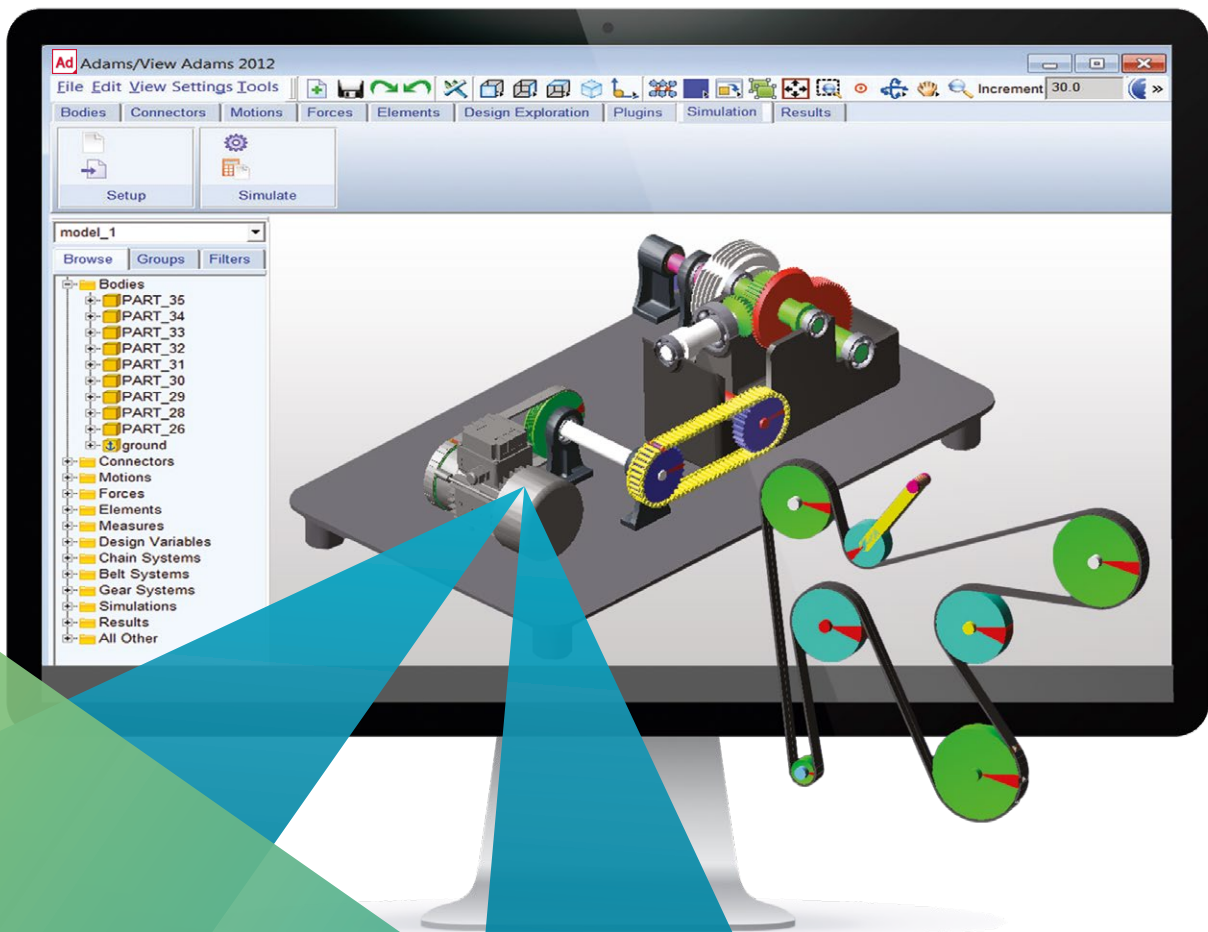 Ad Adams/View Adams 2012
File Edit View Settings Tools
Increment 30.0 »
Bodies Connectors Motions Forces Elements Design Exploration Plugins Simulation Results
Setup Simulate
model_1
Browse Groups Filters
Bodies
PART_35
PART_34
PART_33
PART_32
PART_31
PART_30
PART_29
PART_28
PART_26
ground
Connectors
Motions
Forces
Elements
Measures
Design Variables
Chain Systems
Belt Systems
Gear Systems
Simulations
Results
All Other